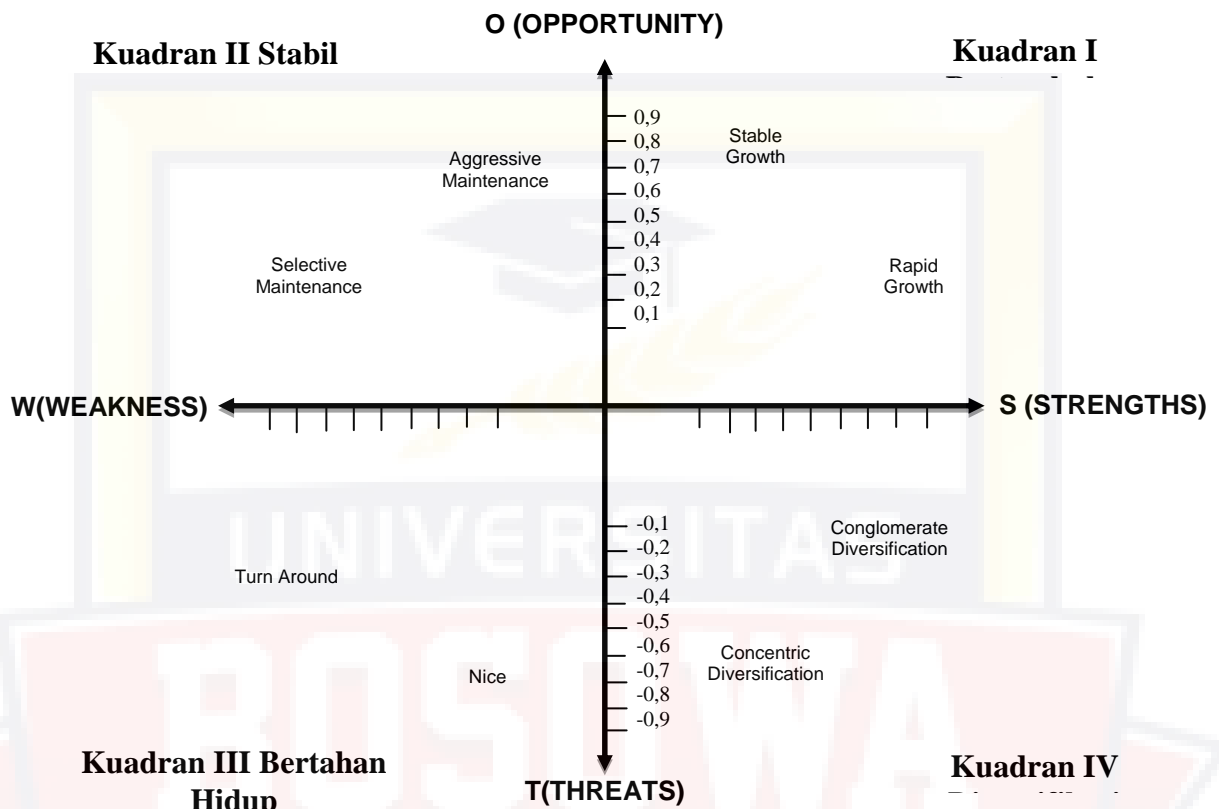 O (OPPORTUNITY)
Kuadran II Stabil
Kuadran I
0,9
0,8
0,7
0,6
0,5
0,4
0,3
0,2
0,1
Stable
Growth
Aggressive
Maintenance
Selective
Maintenance
Rapid
Growth
W(WEAKNESS)
S (STRENGTHS)
-0,1
-0,2
-0,3
-0,4
-0,5
-0,6
-0,7
-0,8
-0,9
Conglomerate
Diversification
Turn Around
Concentric
Diversification
Nice
UNIVERSITAS
BOSOWA
Kuadran III Bertahan
Hidup
Kuadran IV
T(THREATS)